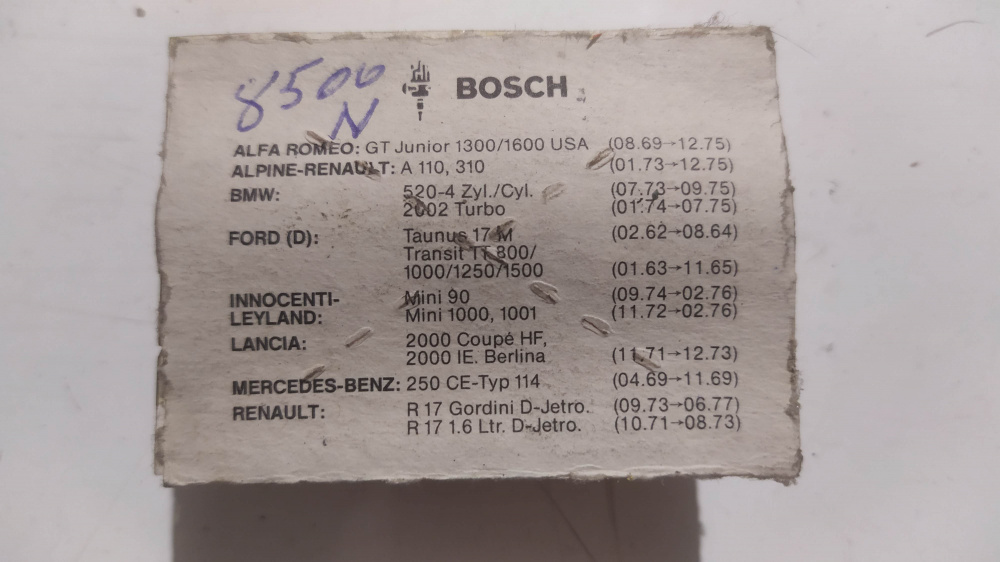 8500
N
BOSCH
ALFA ROMEO: GT Junior 1300/1600 USA (08.69→12.75)
ALPINE-RENAULT: A 110, 310 (01.73→12.75)
BMW: 520-4 Zyl./Cyl. (07.73→09.75)
2002 Turbo (01.74→07.75)
FORD (D): Taunus 17 M (02.62→08.64)
Transit TT 800/
1000/1250/1500 (01.63→11.65)
INNOCENTI- Mini 90 (09.74→02.76)
LEYLAND: Mini 1000, 1001 (11.72→02.76)
LANCIA: 2000 Coupé HF,
2000 IE. Berlina (11.71→12.73)
MERCEDES-BENZ: 250 CE-Typ 114 (04.69→11.69)
RENAULT: R 17 Gordini D-Jetro. (09.73→06.77)
R 17 1.6 Ltr. D-Jetro. (10.71→08.73)